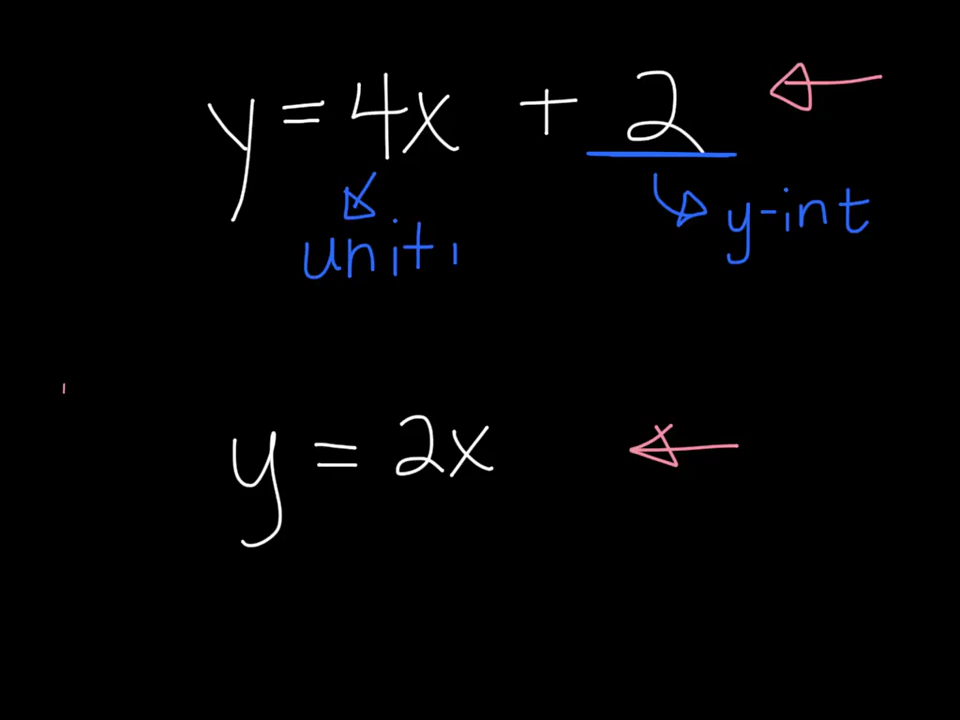 y = 4x + 2
unit
y-int
y = 2x